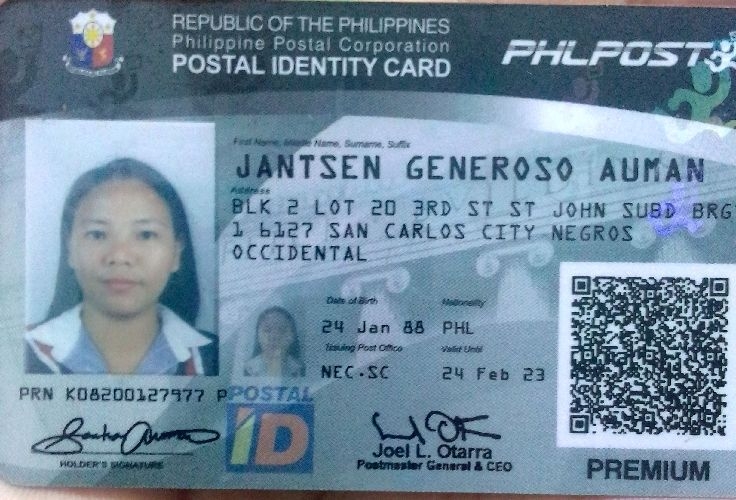 REPUBLIC OF THE PHILIPPINES
Philippine Postal Corporation
POSTAL IDENTITY CARD
PHLPOST
First Name, Middle Name, Surname, Suffix
JANTSEN GENEROSO AUMAN
Address
BLK 2 LOT 20 3RD ST ST JOHN SUBD BRGY
1 6127 SAN CARLOS CITY NEGROS
OCCIDENTAL
Date of Birth Nationality
24 Jan 88 PHL
Issuing Post Office Valid Until
NEC.SC 24 Feb 23
PRN K08200127977 P
POSTAL
iD
HOLDER'S SIGNATURE
Joel L. Otarra
Postmaster General & CEO
PREMIUM